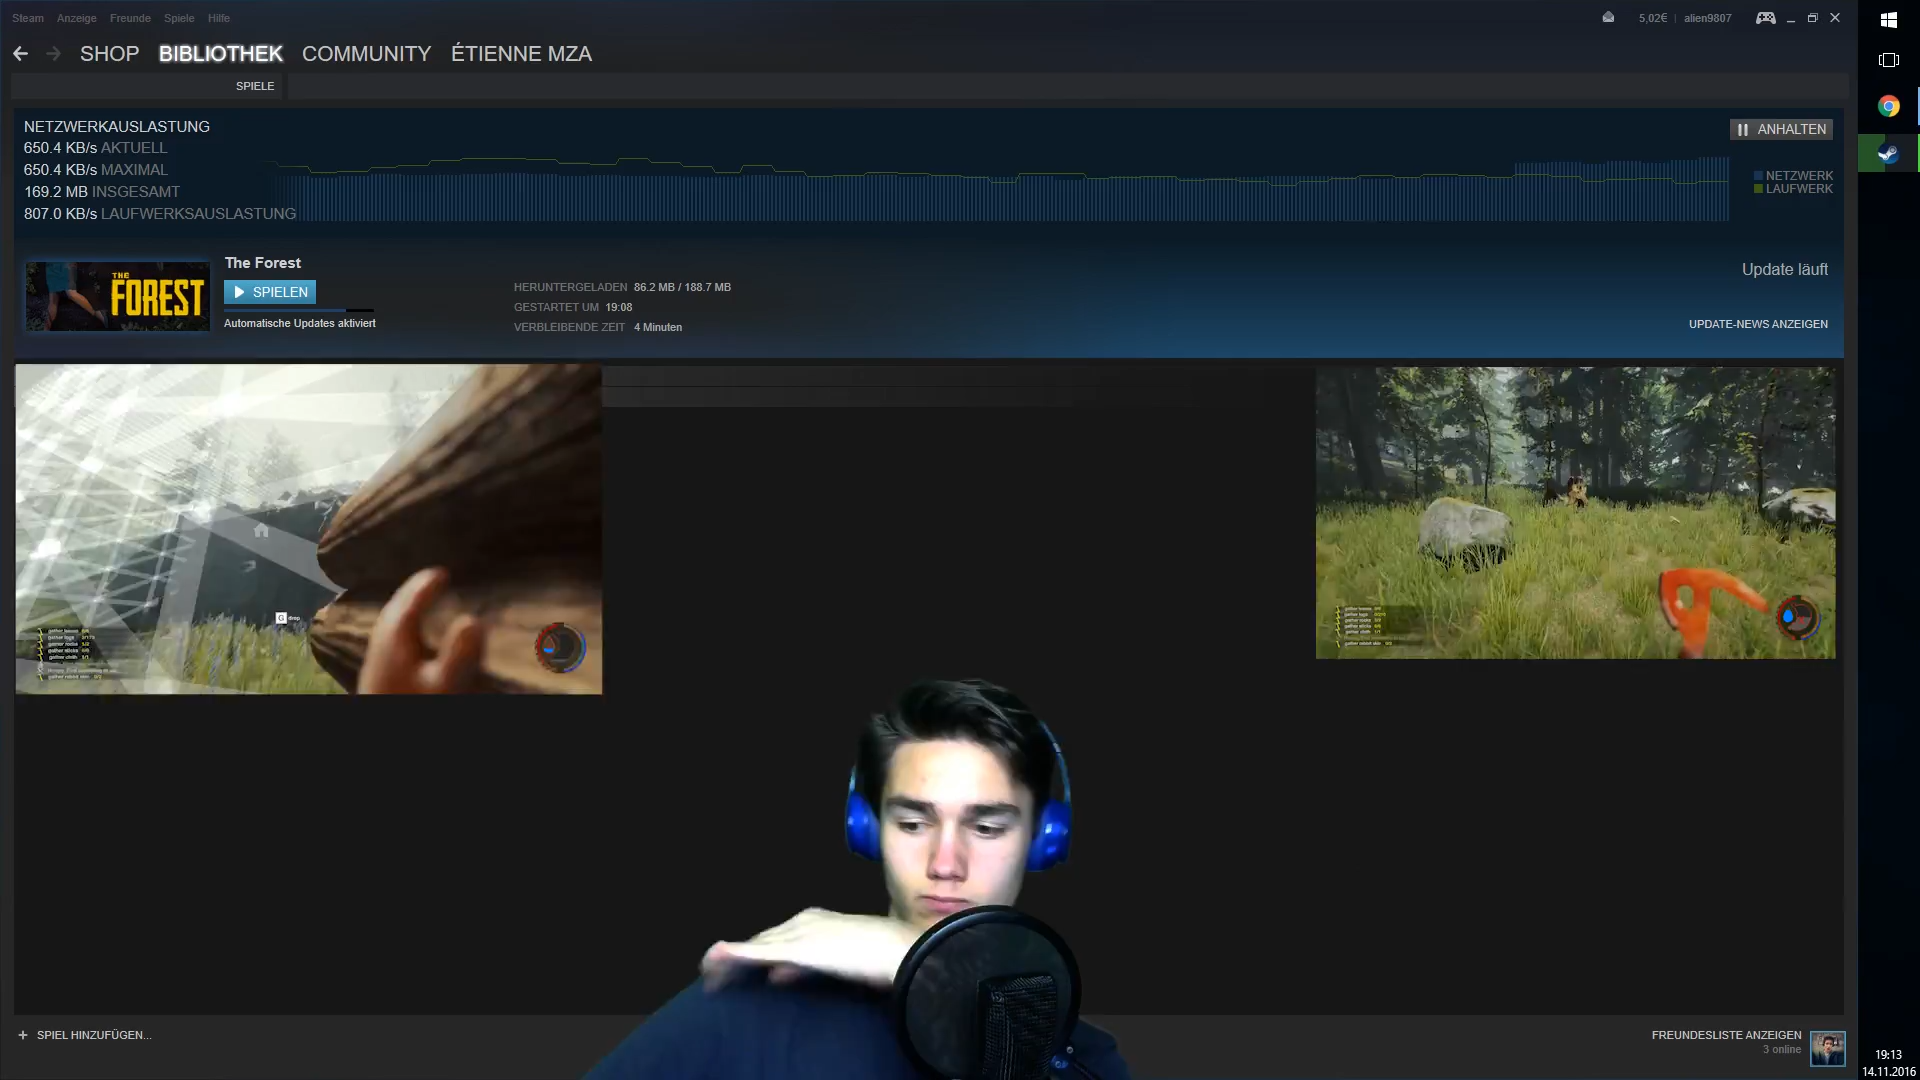 Steam Anzeige Freunde Spiele Hilfe
5,02€ | alien9807
SHOP BIBLIOTHEK COMMUNITY ÉTIENNE MZA
SPIELE
NETZWERKAUSLASTUNG
ANHALTEN
650.4 KB/s AKTUELL
650.4 KB/s MAXIMAL
169.2 MB INSGESAMT
807.0 KB/s LAUFWERKSAUSLASTUNG
NETZWERK
LAUFWERK
THE
FOREST
The Forest
SPIELEN
Automatische Updates aktiviert
HERUNTERGELADEN 86.2 MB / 188.7 MB
GESTARTET UM 19:08
VERBLEIBENDE ZEIT 4 Minuten
Update läuft
UPDATE-NEWS ANZEIGEN
G drop
+ SPIEL HINZUFÜGEN...
FREUNDESLISTE ANZEIGEN
3 online
19:13
14.11.2016